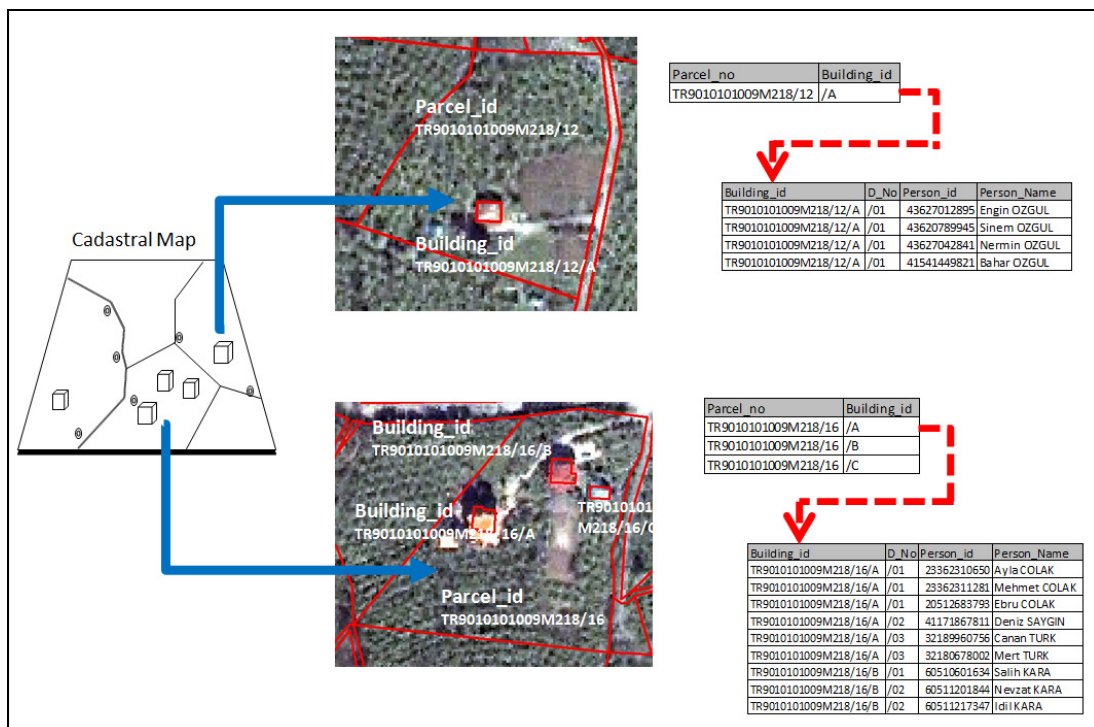 Cadastral Map
Parcel_id
TR9010101009M218/12
Building_id
TR9010101009M218/12/A
Parcel_no Building_id
TR9010101009M218/12 /A
Building_id D_No Person_id Person_Name
TR9010101009M218/12/A /01 43627012895 Engin OZGUL
TR9010101009M218/12/A /01 43620789945 Sinem OZGUL
TR9010101009M218/12/A /01 43627042841 Nermin OZGUL
TR9010101009M218/12/A /01 41541449821 Bahar OZGUL
Building_id
TR9010101009M218/16/B
Building_id
TR9010101009M218/16/A
TR9010101
M218/16/C
Parcel_id
TR9010101009M218/16
Parcel_no Building_id
TR9010101009M218/16 /A
TR9010101009M218/16 /B
TR9010101009M218/16 /C
Building_id D_No Person_id Person_Name
TR9010101009M218/16/A /01 23362310650 Ayla COLAK
TR9010101009M218/16/A /01 23362311281 Mehmet COLAK
TR9010101009M218/16/A /01 20512683793 Ebru COLAK
TR9010101009M218/16/A /02 41171867811 Deniz SAYGIN
TR9010101009M218/16/A /03 32189960756 Canan TURK
TR9010101009M218/16/A /03 32180678002 Mert TURK
TR9010101009M218/16/B /01 60510601634 Salih KARA
TR9010101009M218/16/B /02 60511201844 Nevzat KARA
TR9010101009M218/16/B /02 60511217347 Idil KARA